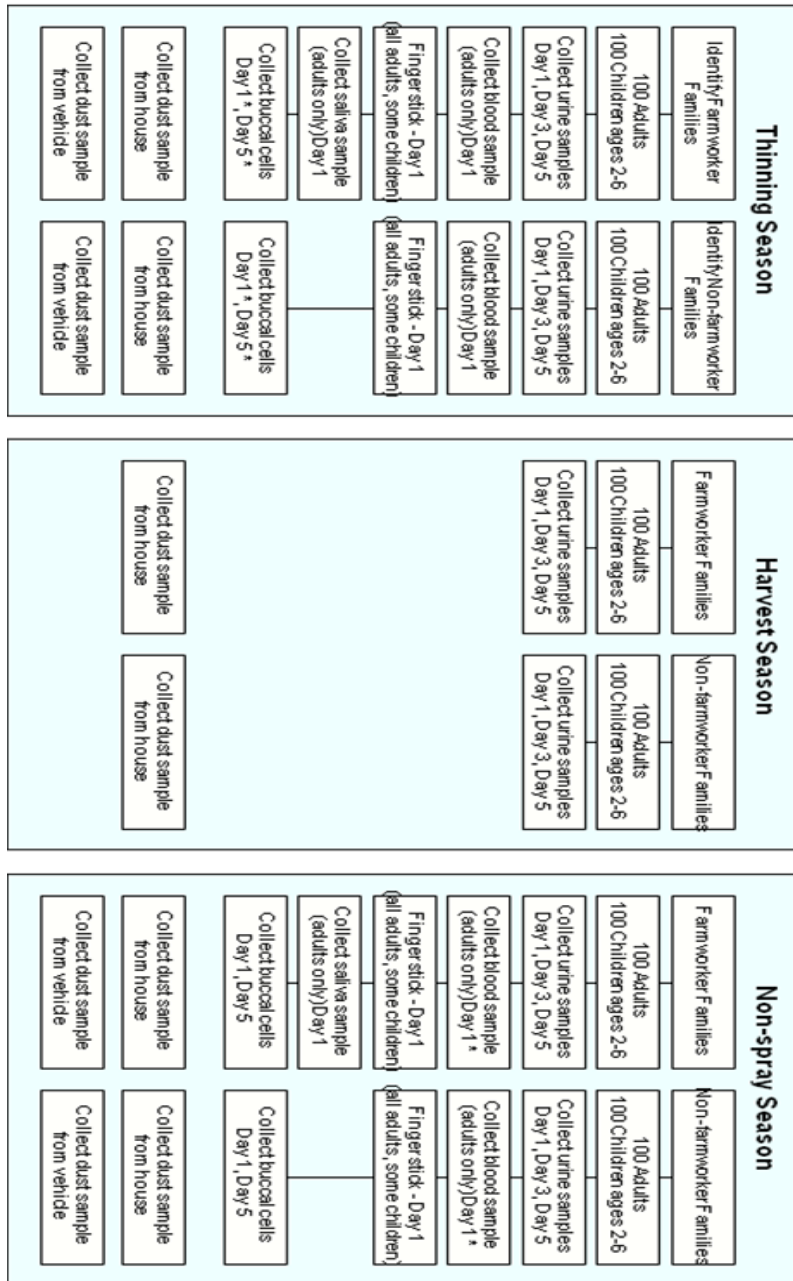 Thinning Season
Identify Farmworker
Families
100 Adults
100 Children ages 2-6
Collect urine samples
Day 1, Day 3, Day 5
Collect blood sample
(adults only) Day 1
Finger stick - Day 1
(all adults, some children)
Collect saliva sample
(adults only) Day 1
Collect buccal cells
Day 1 *, Day 5 *
Collect dust sample
from house
Collect dust sample
from vehicle
Identify Non-farmworker
Families
100 Adults
100 Children ages 2-6
Collect urine samples
Day 1, Day 3, Day 5
Collect blood sample
(adults only) Day 1
Finger stick - Day 1
(all adults, some children)
Collect buccal cells
Day 1 *, Day 5 *
Collect dust sample
from house
Collect dust sample
from vehicle
Harvest Season
Farmworker Families
100 Adults
100 Children ages 2-6
Collect urine samples
Day 1, Day 3, Day 5
Collect dust sample
from house
Non-farmworker Families
100 Adults
100 Children ages 2-6
Collect urine samples
Day 1, Day 3, Day 5
Collect dust sample
from house
Non-spray Season
Farmworker Families
100 Adults
100 Children ages 2-6
Collect urine samples
Day 1, Day 3, Day 5
Collect blood sample
(adults only) Day 1 *
Finger stick - Day 1
(all adults, some children)
Collect saliva sample
(adults only) Day 1
Collect buccal cells
Day 1, Day 5
Collect dust sample
from house
Collect dust sample
from vehicle
Non-farmworker Families
100 Adults
100 Children ages 2-6
Collect urine samples
Day 1, Day 3, Day 5
Collect blood sample
(adults only) Day 1 *
Finger stick - Day 1
(all adults, some children)
Collect buccal cells
Day 1, Day 5
Collect dust sample
from house
Collect dust sample
from vehicle